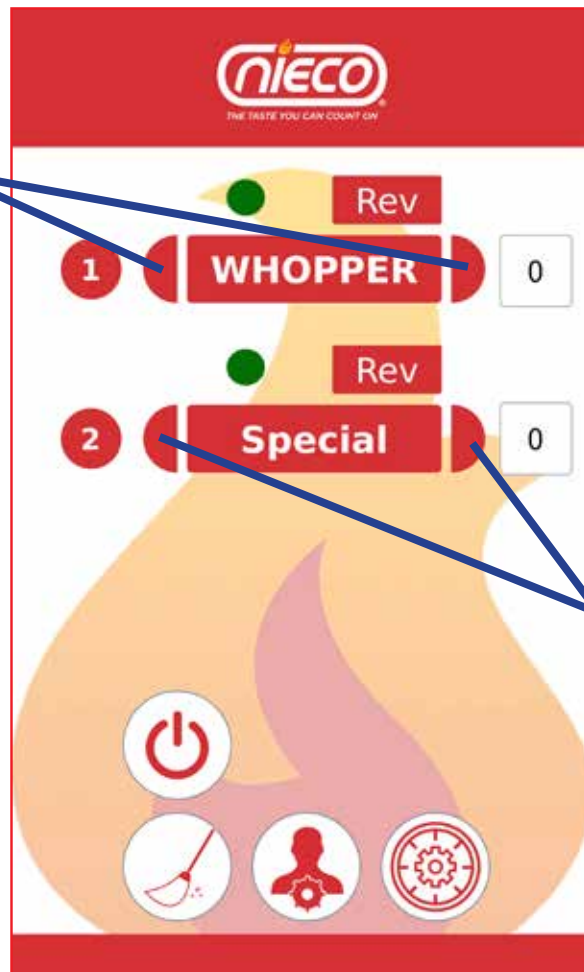 nieco®
THE TASTE YOU CAN COUNT ON
Rev
1 WHOPPER 0
Rev
2 Special 0